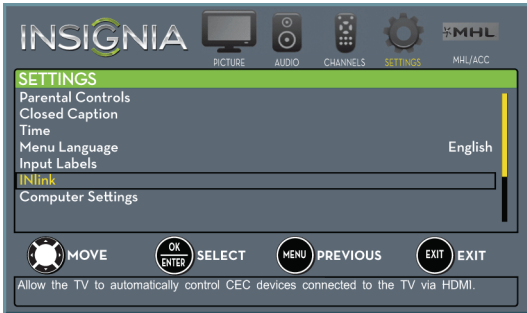 INSIGNIA
MHL
PICTURE AUDIO CHANNELS SETTINGS MHL/ACC
SETTINGS
Parental Controls
Closed Caption
Time
Menu Language English
Input Labels
INlink
Computer Settings
MOVE OK ENTER SELECT MENU PREVIOUS EXIT EXIT
Allow the TV to automatically control CEC devices connected to the TV via HDMI.